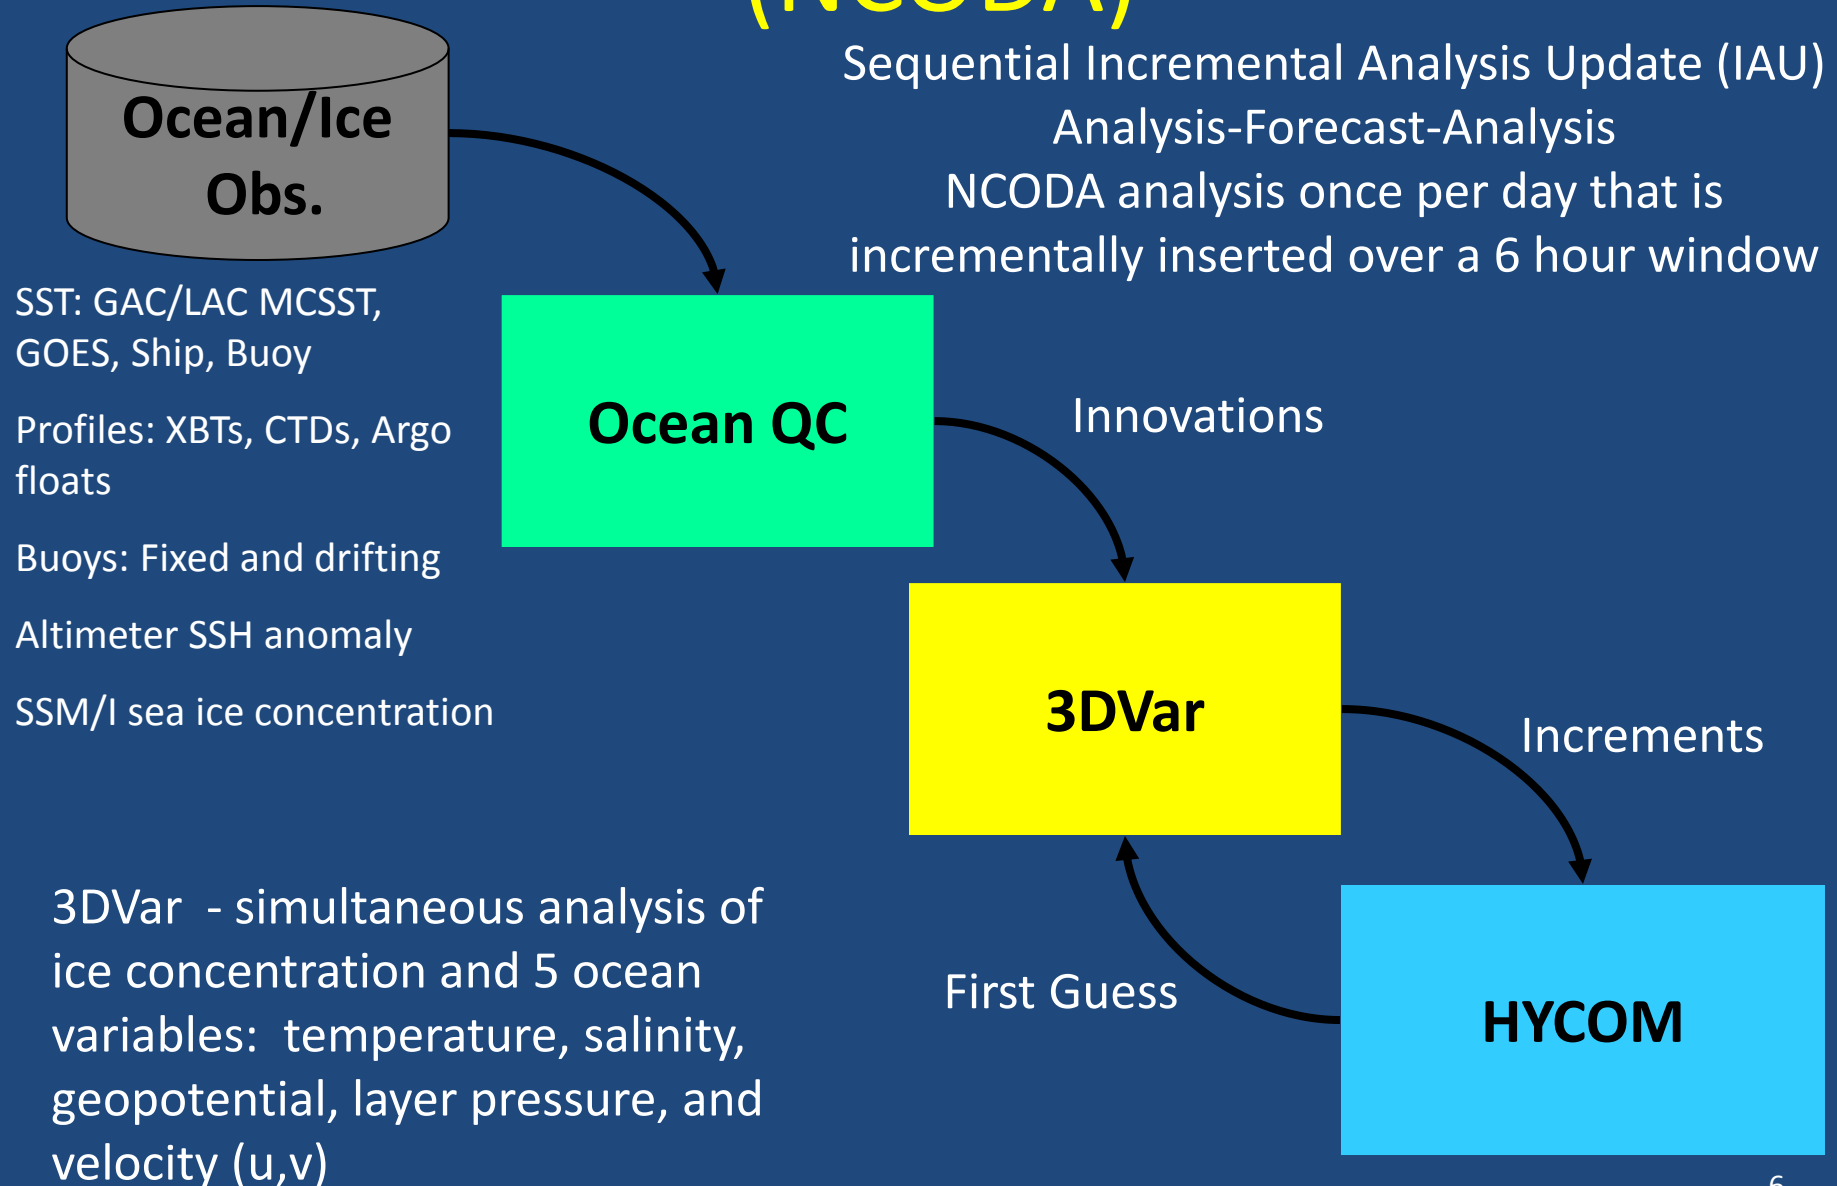 (NCODA)
Ocean/Ice
Obs.
Sequential Incremental Analysis Update (IAU)
Analysis-Forecast-Analysis
NCODA analysis once per day that is
incrementally inserted over a 6 hour window
SST: GAC/LAC MCSST,
GOES, Ship, Buoy
Profiles: XBTs, CTDs, Argo
floats
Buoys: Fixed and drifting
Altimeter SSH anomaly
SSM/I sea ice concentration
Ocean QC
Innovations
3DVar
Increments
First Guess
HYCOM
3DVar - simultaneous analysis of
ice concentration and 5 ocean
variables: temperature, salinity,
geopotential, layer pressure, and
velocity (u,v)
6